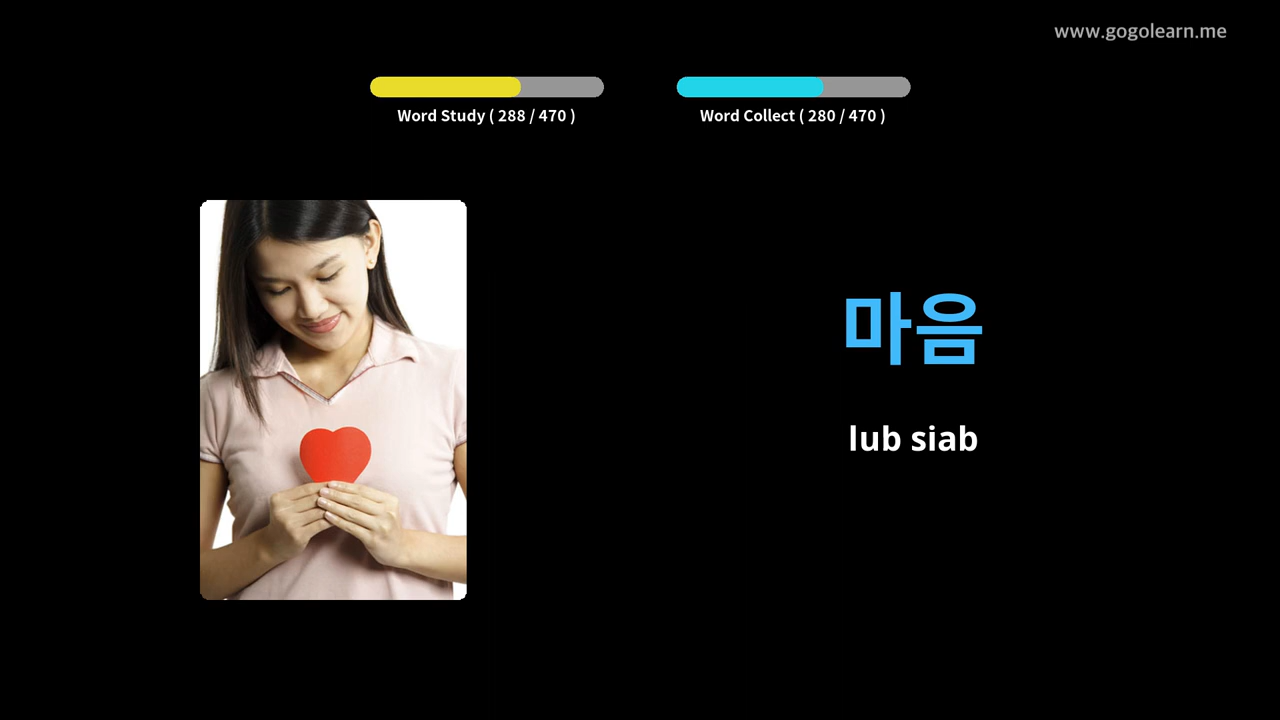 www.gogolearn.me
Word Study ( 288 / 470 )
Word Collect ( 280 / 470 )
마음
lub siab